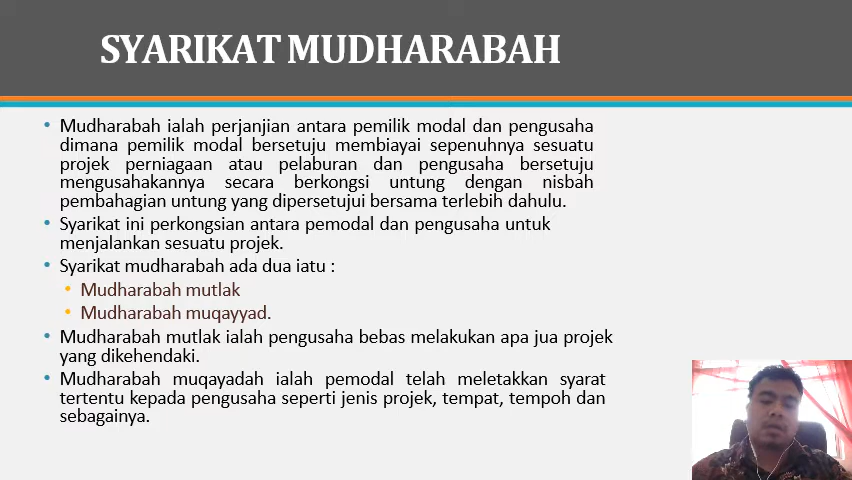 SYARIKAT MUDHARABAH
• Mudharabah ialah perjanjian antara pemilik modal dan pengusaha
dimana pemilik modal bersetuju membiayai sepenuhnya sesuatu
projek perniagaan atau pelaburan dan pengusaha bersetuju
mengusahakannya secara berkongsi untung dengan nisbah
pembahagian untung yang dipersetujui bersama terlebih dahulu.
• Syarikat ini perkongsian antara pemodal dan pengusaha untuk
menjalankan sesuatu projek.
• Syarikat mudharabah ada dua iatu :
• Mudharabah mutlak
• Mudharabah muqayyad.
• Mudharabah mutlak ialah pengusaha bebas melakukan apa jua projek
yang dikehendaki.
• Mudharabah muqayadah ialah pemodal telah meletakkan syarat
tertentu kepada pengusaha seperti jenis projek, tempat, tempoh dan
sebagainya.